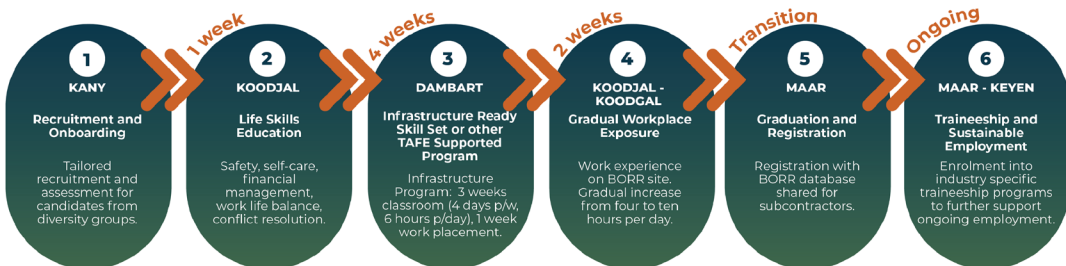 1 week
4 weeks
2 weeks
Transition
Ongoing
1
KANY
Recruitment and
Onboarding
Tailored
recruitment and
assessment for
candidates from
diversity groups.
2
KOODJAL
Life Skills
Education
Safety, self-care,
financial
management,
work life balance,
conflict resolution.
3
DAMBART
Infrastructure Ready
Skill Set or other
TAFE Supported
Program
Infrastructure
Program: 3 weeks
classroom (4 days p/w,
6 hours p/day), 1 week
work placement.
4
KOODJAL -
KOODGAL
Gradual Workplace
Exposure
Work experience
on BORR site.
Gradual increase
from four to ten
hours per day.
5
MAAR
Graduation and
Registration
Registration with
BORR database
shared for
subcontractors.
6
MAAR - KEYEN
Traineeship and
Sustainable
Employment
Enrolment into
industry specific
traineeship programs
to further support
ongoing employment.